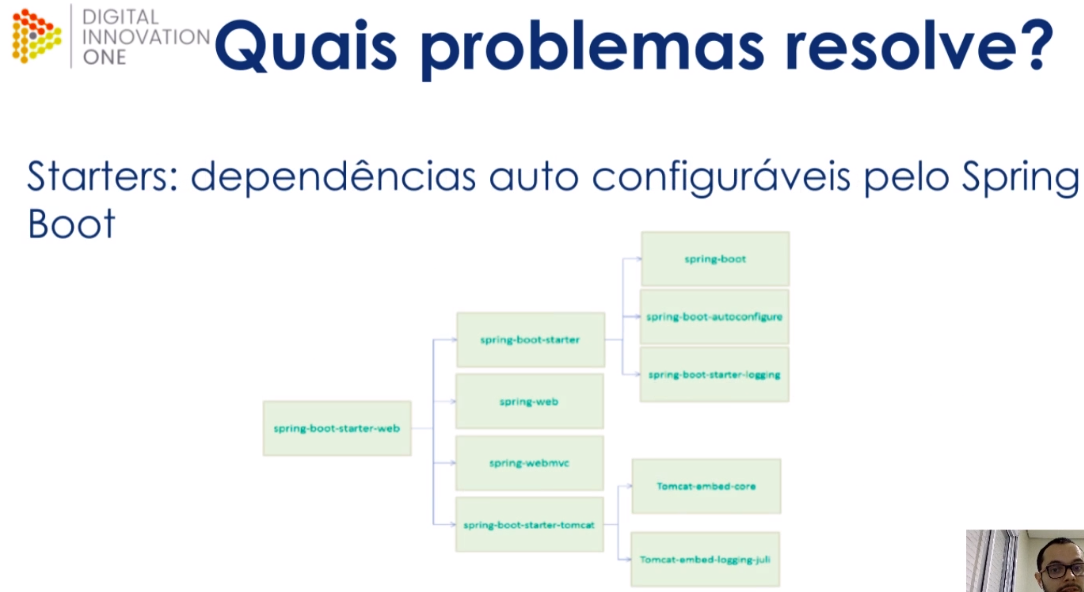 DIGITAL
INNOVATION
ONE
Quais problemas resolve?
Starters: dependências auto configuráveis pelo Spring
Boot
spring-boot-starter-web
spring-boot-starter
spring-web
spring-webmvc
spring-boot-starter-tomcat
spring-boot
spring-boot-autoconfigure
spring-boot-starter-logging
Tomcat-embed-core
Tomcat-embed-logging-juli